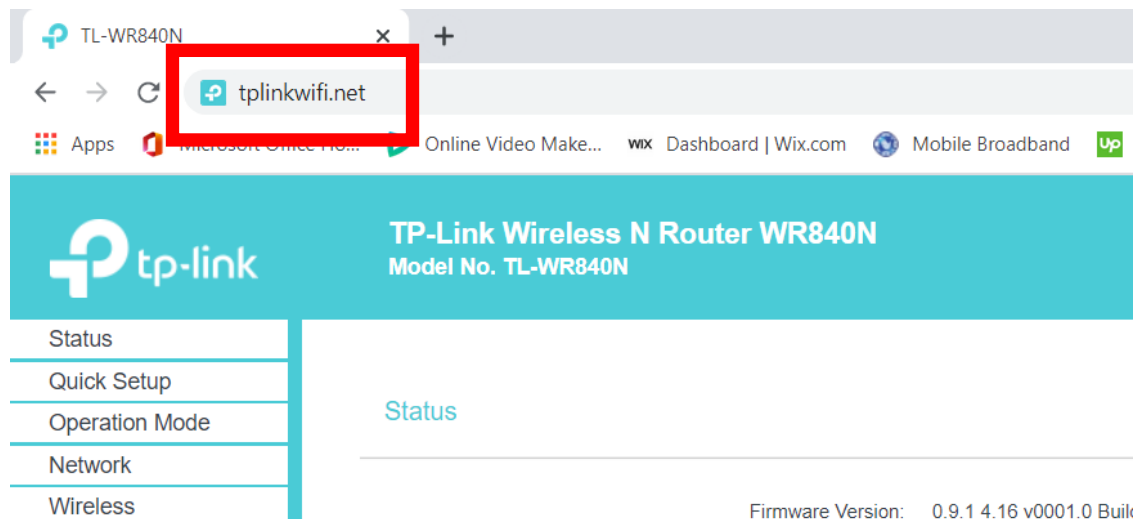 TL-WR840N
tplinkwifi.net
Apps
Online Video Make...
WIX Dashboard | Wix.com
Mobile Broadband
Up
tp-link
TP-Link Wireless N Router WR840N
Model No. TL-WR840N
Status
Quick Setup
Operation Mode
Network
Wireless
Status
Firmware Version: 0.9.1 4.16 v0001.0